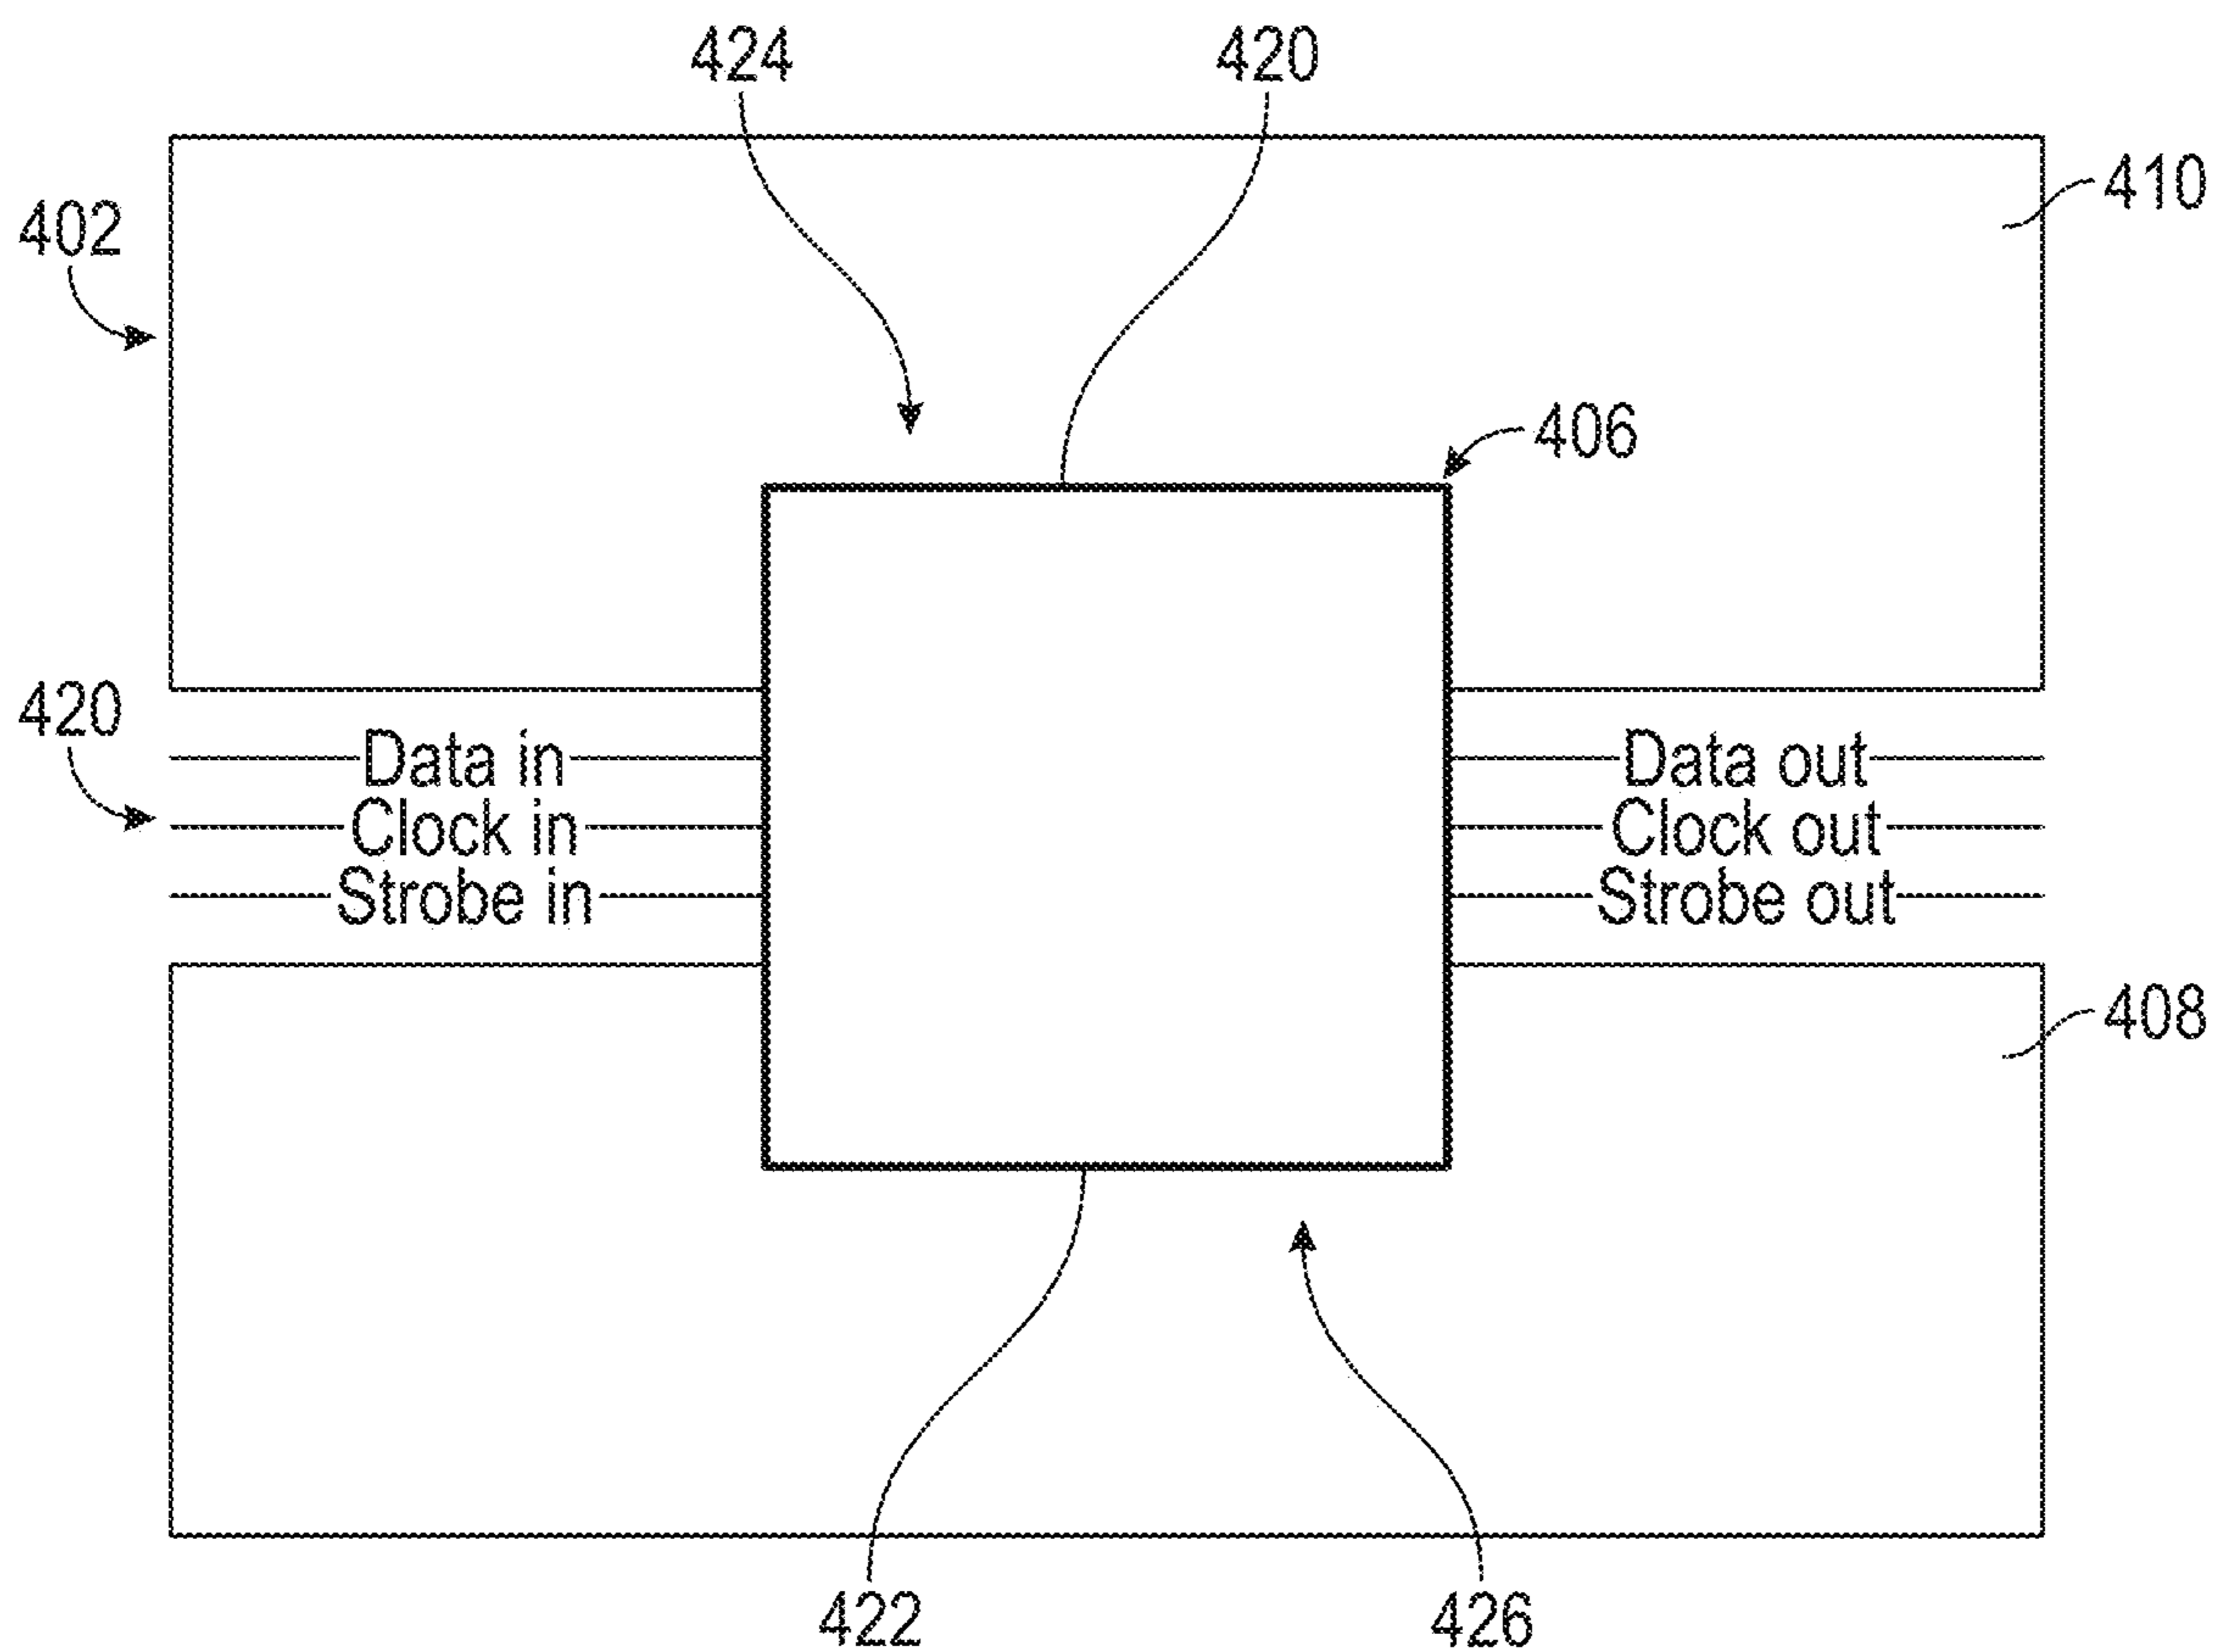 424 420
410
402
406
420
Data in Data out
Clock in Clock out
Strobe in Strobe out
408
422 426